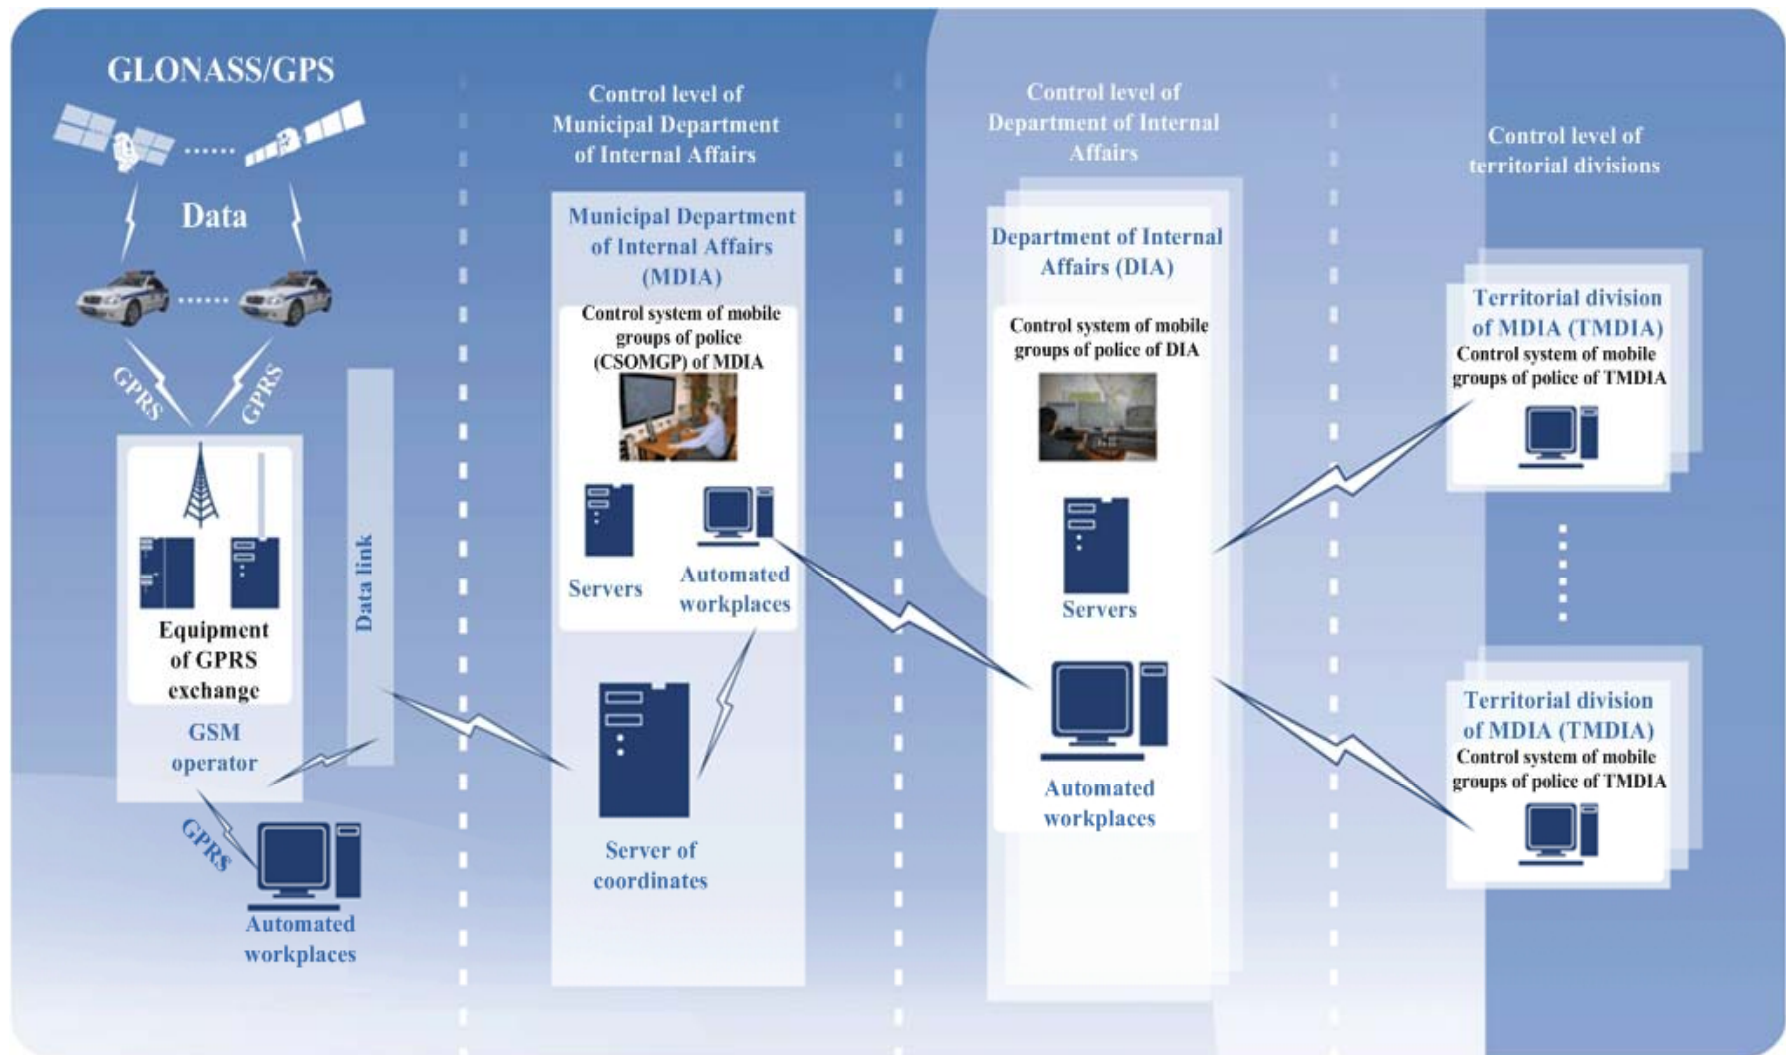 GLONASS/GPS
Data
GPRS
GPRS
Equipment
of GPRS
exchange
GSM
operator
Data link
GPRS
Automated
workplaces
Control level of
Municipal Department
of Internal Affairs
Municipal Department
of Internal Affairs
(MDIA)
Control system of mobile
groups of police
(CSOMGP) of MDIA
Servers
Automated
workplaces
Server of
coordinates
Control level of
Department of Internal
Affairs
Department of Internal
Affairs (DIA)
Control system of mobile
groups of police of DIA
Servers
Automated
workplaces
Control level of
territorial divisions
Territorial division
of MDIA (TMDIA)
Control system of mobile
groups of police of TMDIA
Territorial division
of MDIA (TMDIA)
Control system of mobile
groups of police of TMDIA